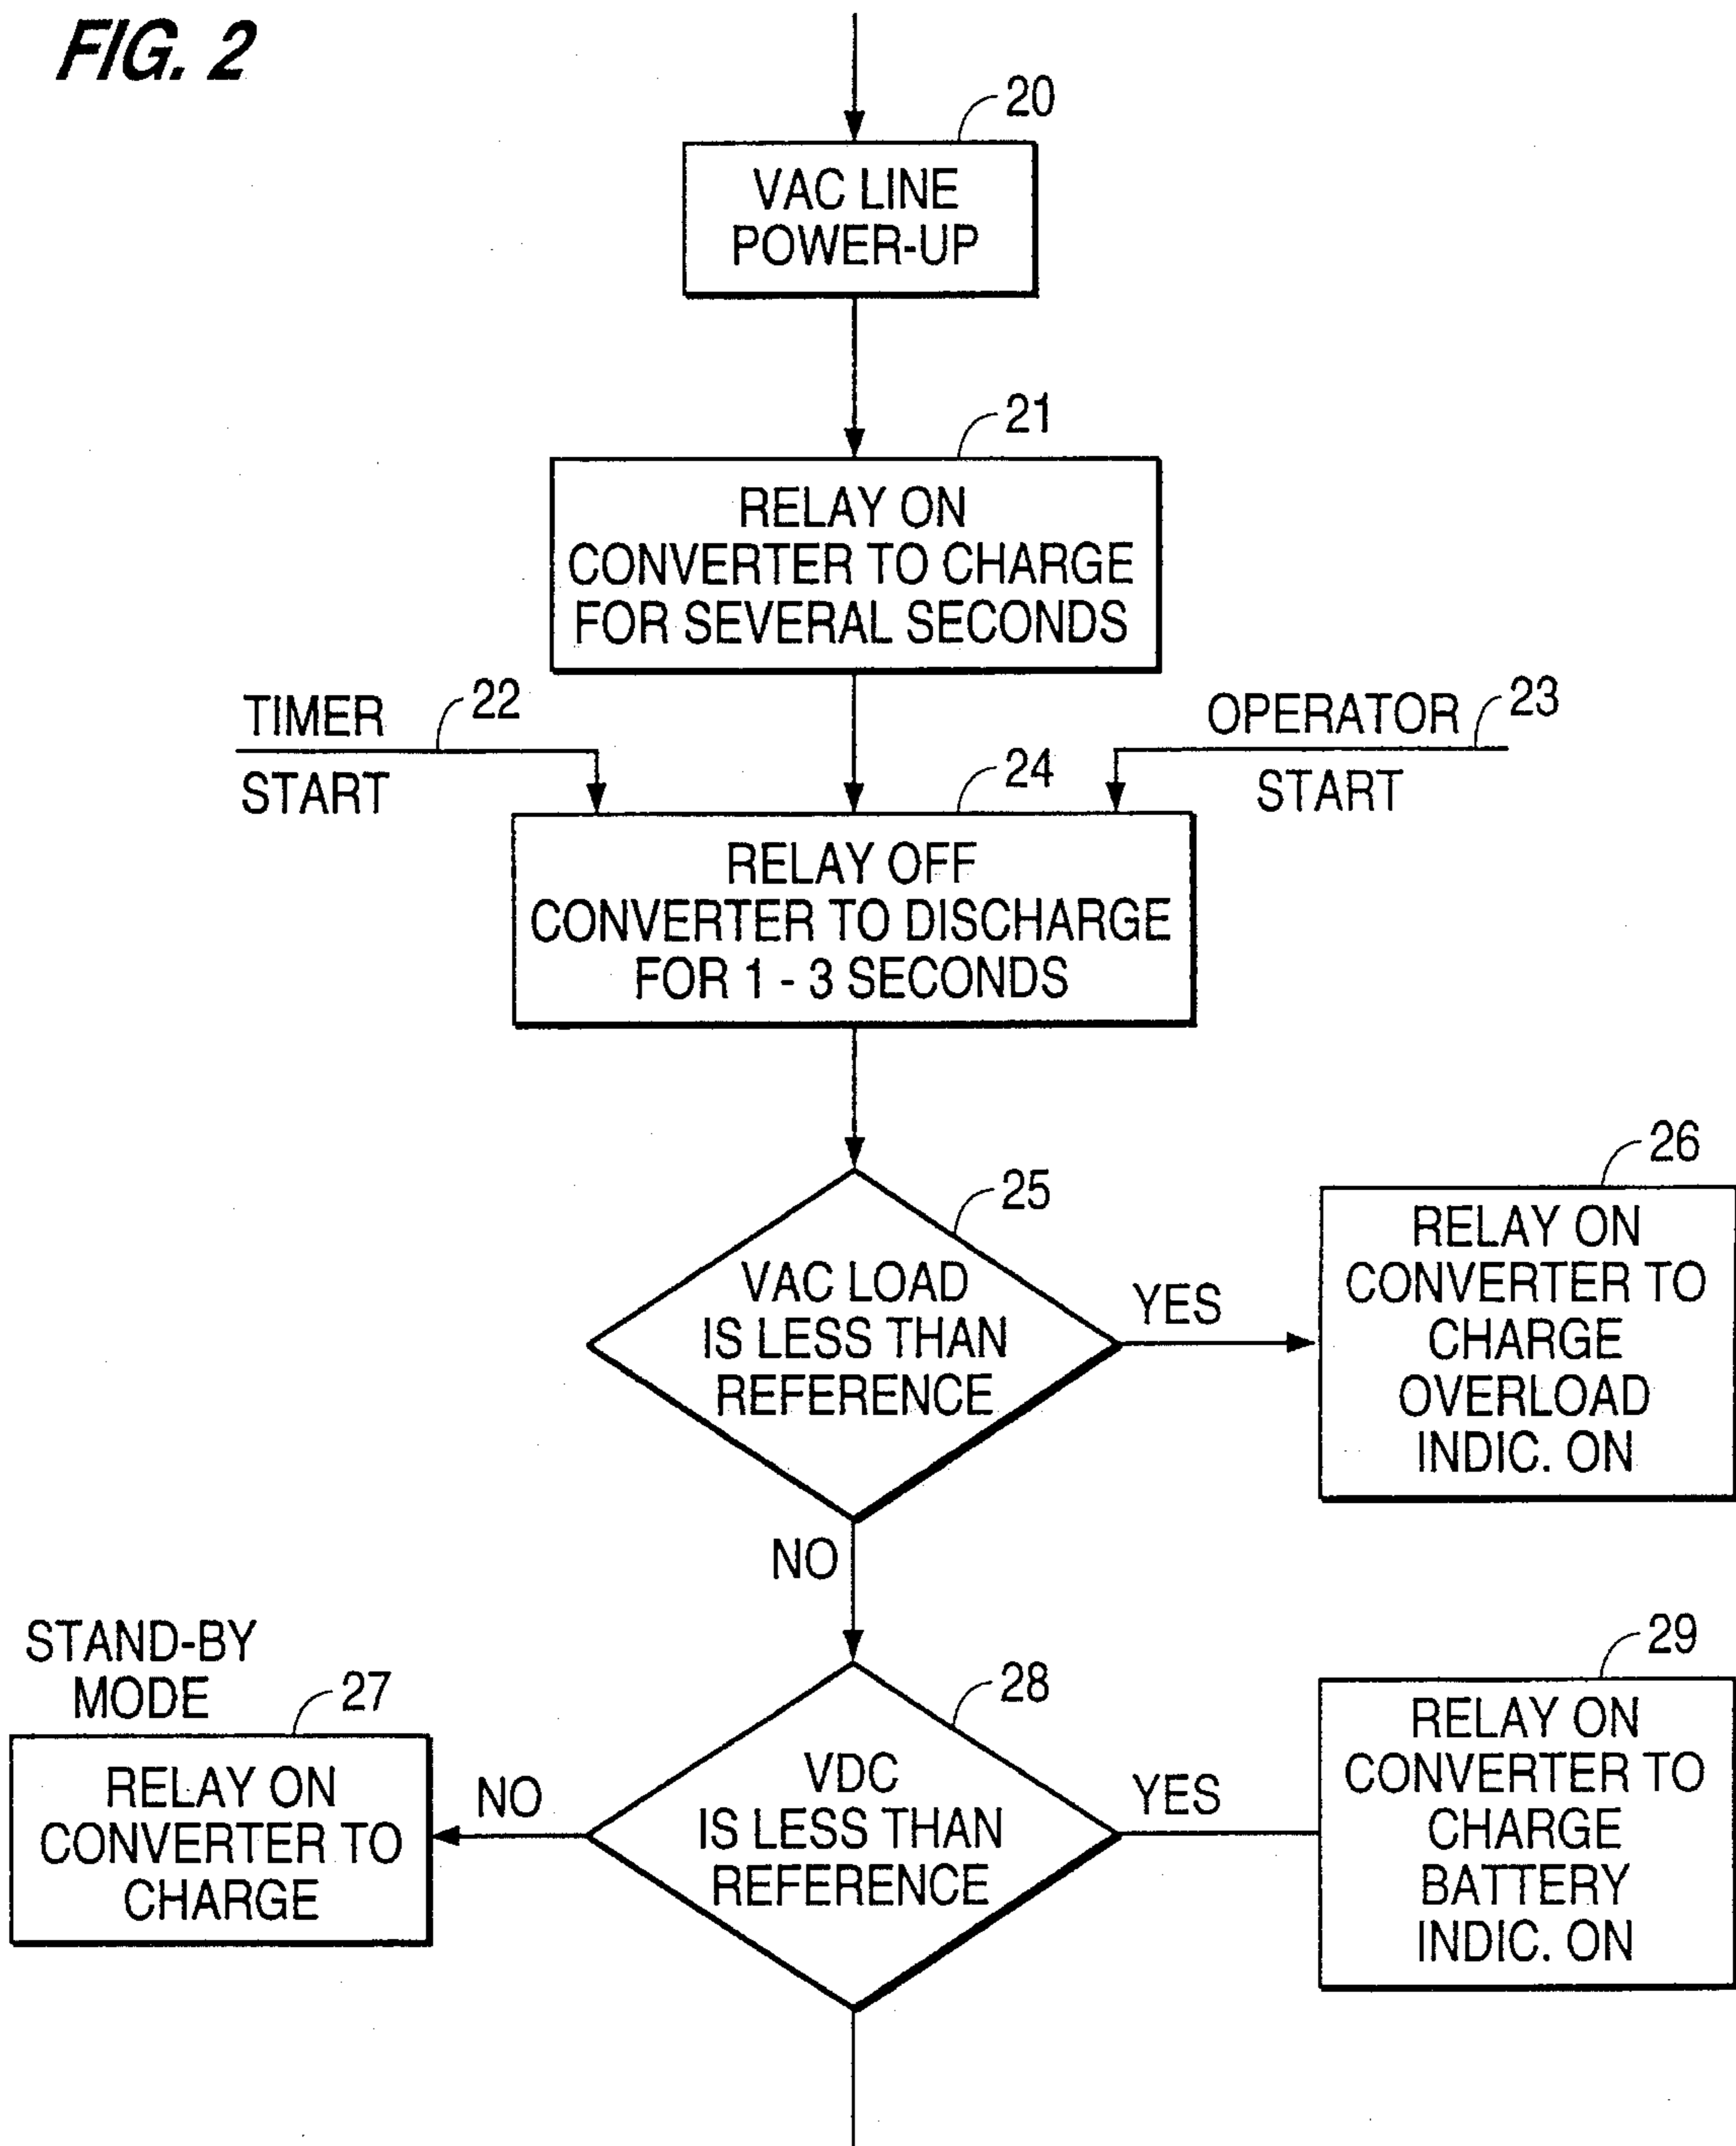 FIG. 2
20
VAC LINE
POWER-UP
21
RELAY ON
CONVERTER TO CHARGE
FOR SEVERAL SECONDS
TIMER
START
22
OPERATOR
START
23
24
RELAY OFF
CONVERTER TO DISCHARGE
FOR 1 - 3 SECONDS
25
VAC LOAD
IS LESS THAN
REFERENCE
YES
26
RELAY ON
CONVERTER TO
CHARGE
OVERLOAD
INDIC. ON
NO
STAND-BY
MODE
27
RELAY ON
CONVERTER TO
CHARGE
NO
28
VDC
IS LESS THAN
REFERENCE
YES
29
RELAY ON
CONVERTER TO
CHARGE
BATTERY
INDIC. ON